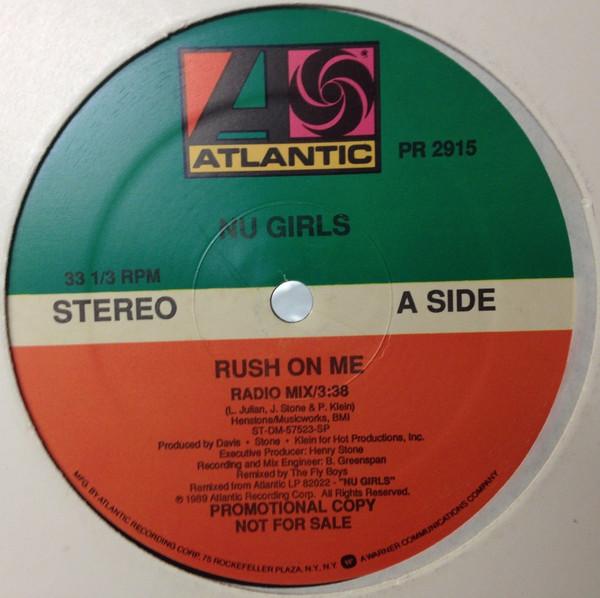 ATLANTIC
PR 2915
NU GIRLS
33 1/3 RPM
STEREO
A SIDE
RUSH ON ME
RADIO MIX/3:38
(L. Julian, J. Stone & P. Klein)
Henstone/Musicworks, BMI
ST-DM-57523-SP
Produced by Davis • Stone • Klein for Hot Productions, Inc.
Executive Producer: Henry Stone
Recording and Mix Engineer: B. Greenspan
Remixed by The Fly Boys
Remixed from Atlantic LP 82022 - "NU GIRLS"
℗ 1989 Atlantic Recording Corp. All Rights Reserved.
PROMOTIONAL COPY
NOT FOR SALE
MFG. BY ATLANTIC RECORDING CORP., 75 ROCKEFELLER PLAZA, N.Y. N.Y. W A WARNER COMMUNICATIONS COMPANY